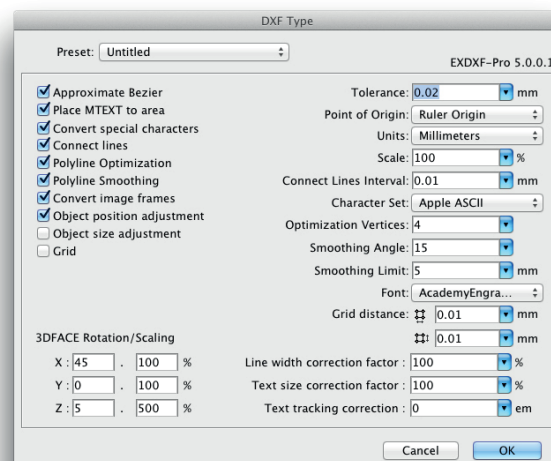 DXF Type
Preset: Untitled
EXDXF-Pro 5.0.0.1
Approximate Bezier
Place MTEXT to area
Convert special characters
Connect lines
Polyline Optimization
Polyline Smoothing
Convert image frames
Object position adjustment
Object size adjustment
Grid
Tolerance: 0.02 mm
Point of Origin: Ruler Origin
Units: Millimeters
Scale: 100 %
Connect Lines Interval: 0.01 mm
Character Set: Apple ASCII
Optimization Vertices: 4
Smoothing Angle: 15
Smoothing Limit: 5 mm
Font: AcademyEngra...
Grid distance: 0.01 mm
0.01 mm
3DFACE Rotation/Scaling
X : 45 . 100 %
Y : 0 . 100 %
Z : 5 . 500 %
Line width correction factor : 100 %
Text size correction factor : 100 %
Text tracking correction : 0 em
Cancel
OK